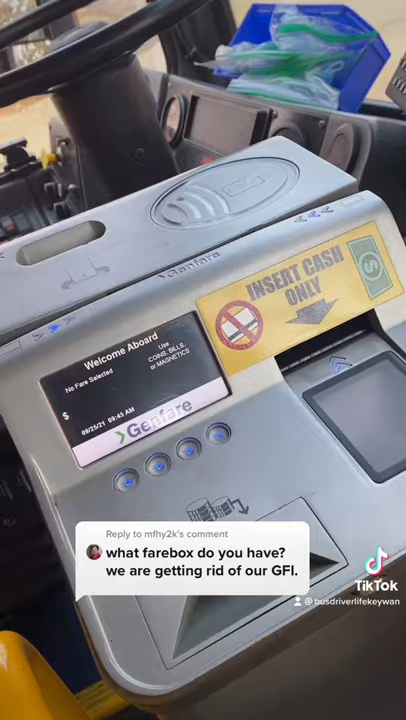 Genfare
INSERT CASH
ONLY
$
Welcome Aboard
No Fare Selected
Use
COINS, BILLS,
or MAGNETICS
$
09/25/21 09:45 AM
Genfare
Reply to mfhy2k's comment
what farebox do you have?
we are getting rid of our GFI.
TikTok
@busdriverlifekeywan